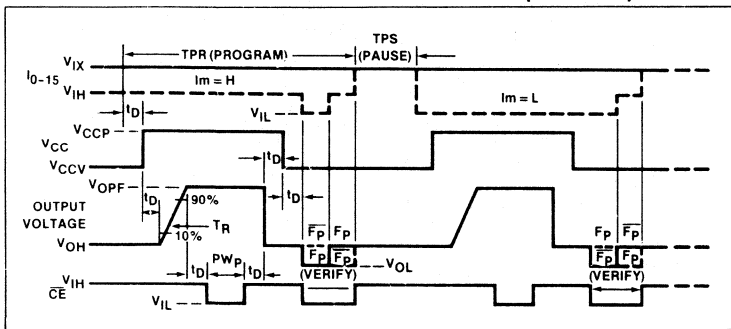 TPS
TPR (PROGRAM) (PAUSE)
VIX
I0-15 Im = H
VIH
VIL Im = L
tD
VCCP
VCC tD
VCCV
VOPF tD
tD 90%
OUTPUT
VOLTAGE TR F̅P̅ FP FP F̅P̅
10%
VOH FP F̅P̅ F̅P̅ FP
VOL
tD PWP tD (VERIFY) (VERIFY)
VIH
C̅E̅ VIL